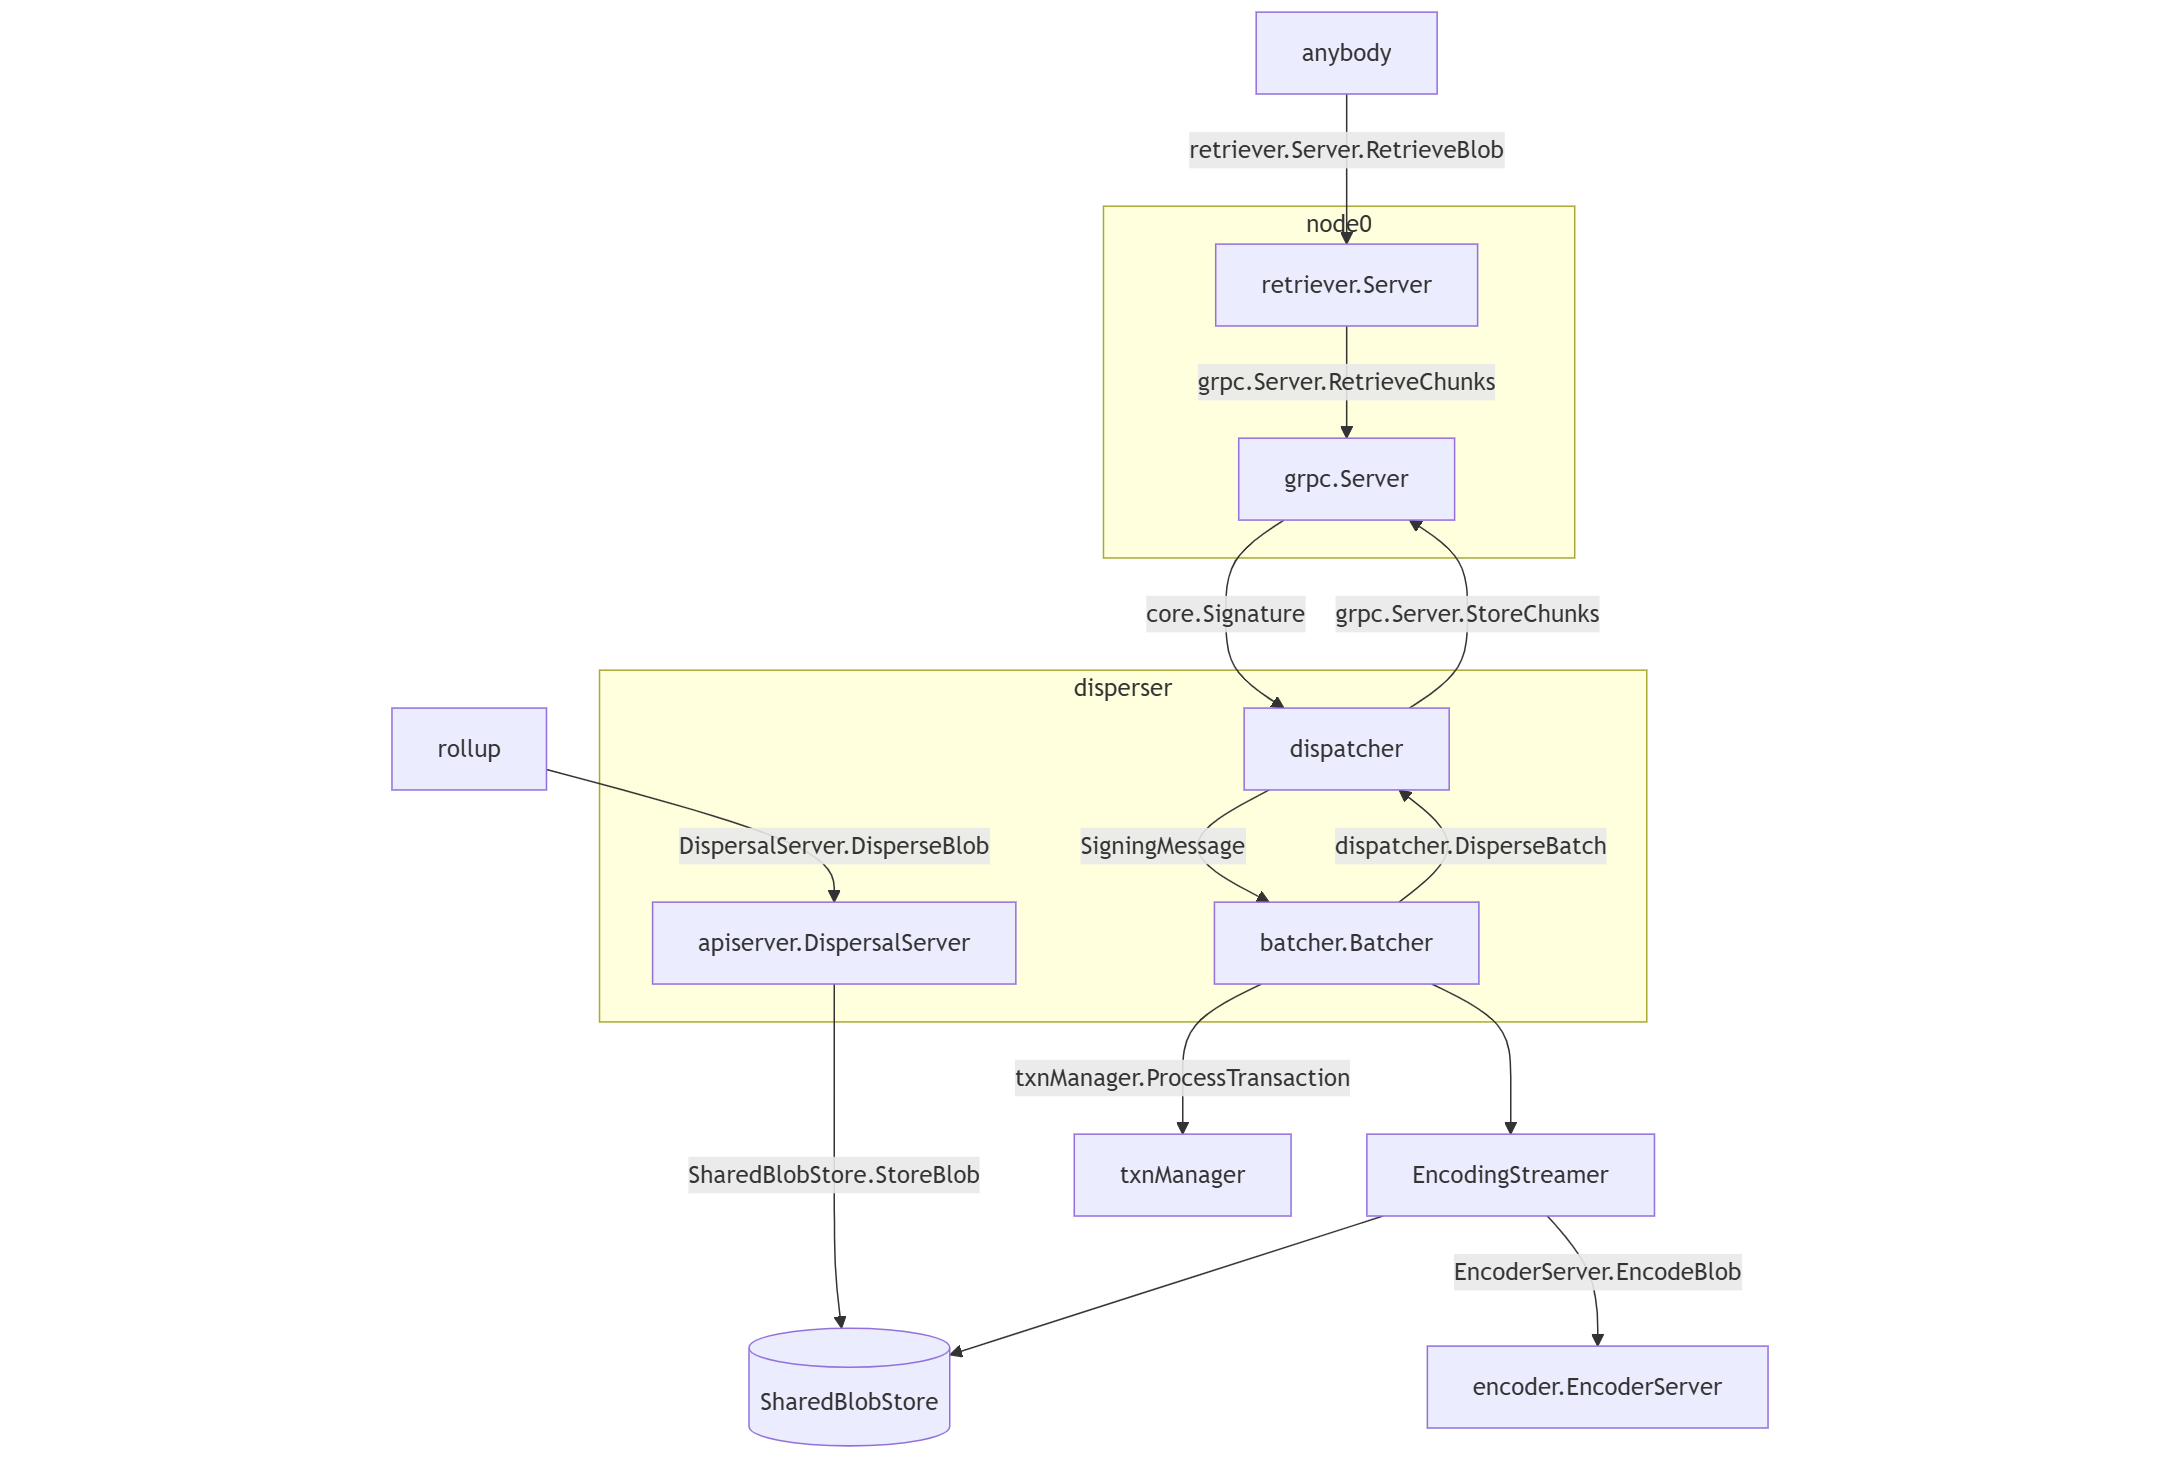 anybody
retriever.Server.RetrieveBlob
node0
retriever.Server
grpc.Server.RetrieveChunks
grpc.Server
core.Signature
grpc.Server.StoreChunks
disperser
rollup
dispatcher
DispersalServer.DisperseBlob
SigningMessage
dispatcher.DisperseBatch
apiserver.DispersalServer
batcher.Batcher
txnManager.ProcessTransaction
SharedBlobStore.StoreBlob
txnManager
EncodingStreamer
EncoderServer.EncodeBlob
SharedBlobStore
encoder.EncoderServer